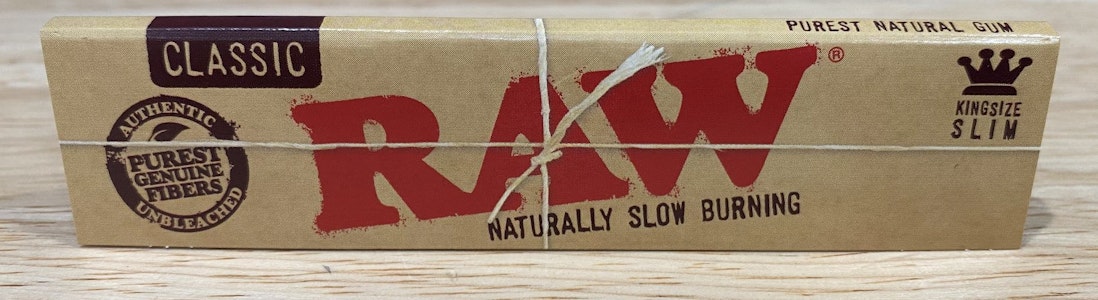 PUREST NATURAL GUM
CLASSIC
RAW®
KINGSIZE
SLIM
AUTHENTIC
PUREST
GENUINE
FIBERS
UNBLEACHED
NATURALLY SLOW BURNING